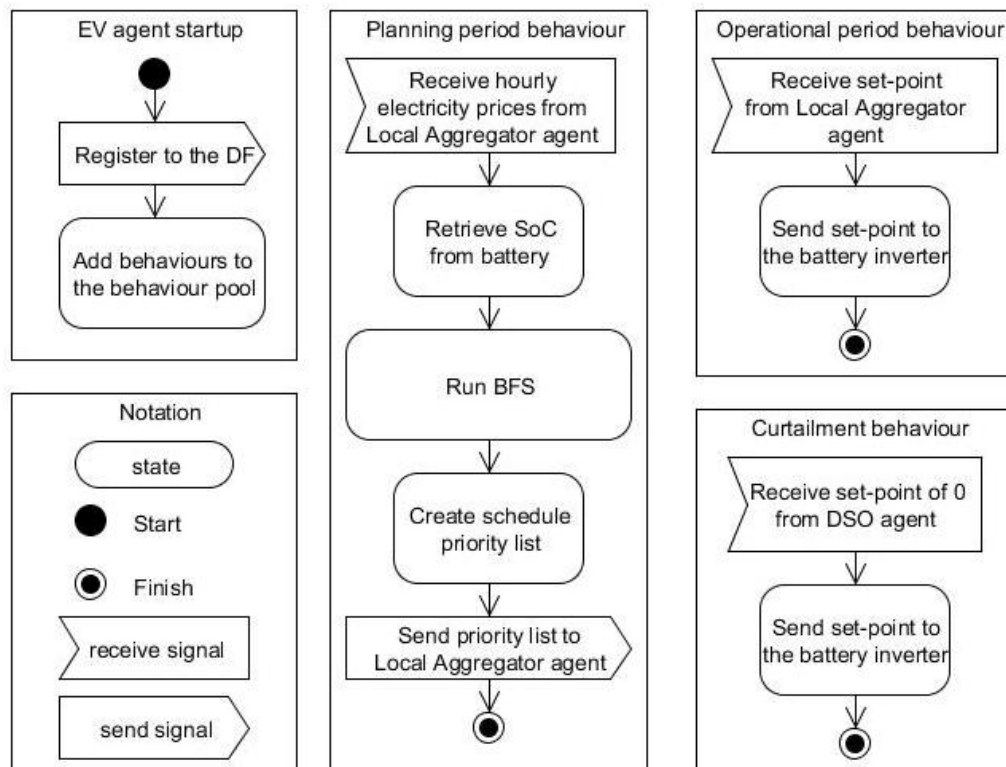 EV agent startup
Register to the DF
Add behaviours to
the behaviour pool
Notation
state
Start
Finish
receive signal
send signal
Planning period behaviour
Receive hourly
electricity prices from
Local Aggregator agent
Retrieve SoC
from battery
Run BFS
Create schedule
priority list
Send priority list to
Local Aggregator agent
Operational period behaviour
Receive set-point
from Local Aggregator
agent
Send set-point to
the battery inverter
Curtailment behaviour
Receive set-point of 0
from DSO agent
Send set-point to
the battery inverter